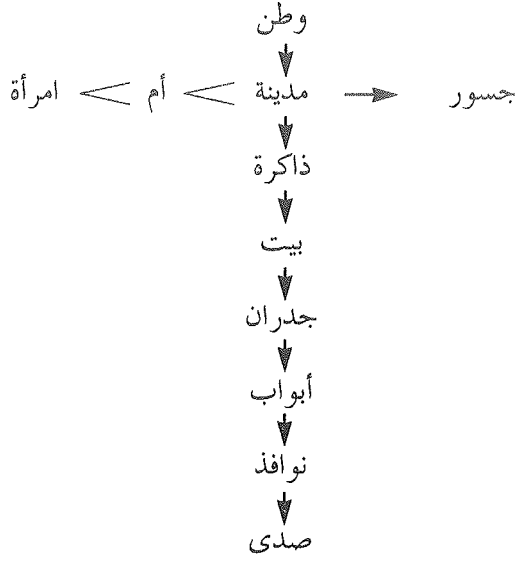 وطن
جسور مدينة أم امرأة
ذاكرة
بيت
جدران
أبواب
نوافذ
صدى